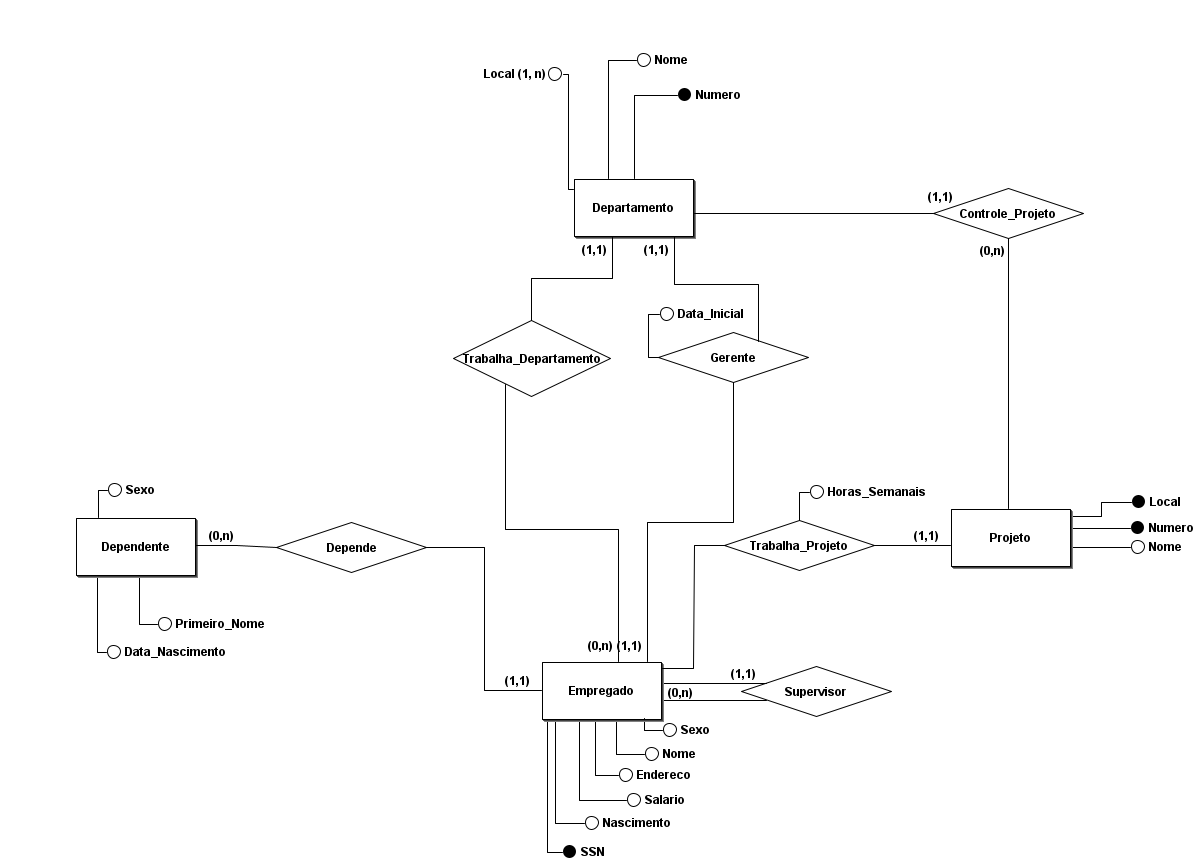 Nome
Local (1, n)
Numero
Departamento
(1,1)
Controle_Projeto
(1,1)
(1,1)
(0,n)
Data_Inicial
Trabalha_Departamento
Gerente
Sexo
Horas_Semanais
Local
Numero
Nome
(0,n)
Dependente
Depende
Trabalha_Projeto
(1,1)
Projeto
Primeiro_Nome
Data_Nascimento
(0,n)
(1,1)
(1,1)
(1,1)
Empregado
(0,n)
Supervisor
Sexo
Nome
Endereco
Salario
Nascimento
SSN